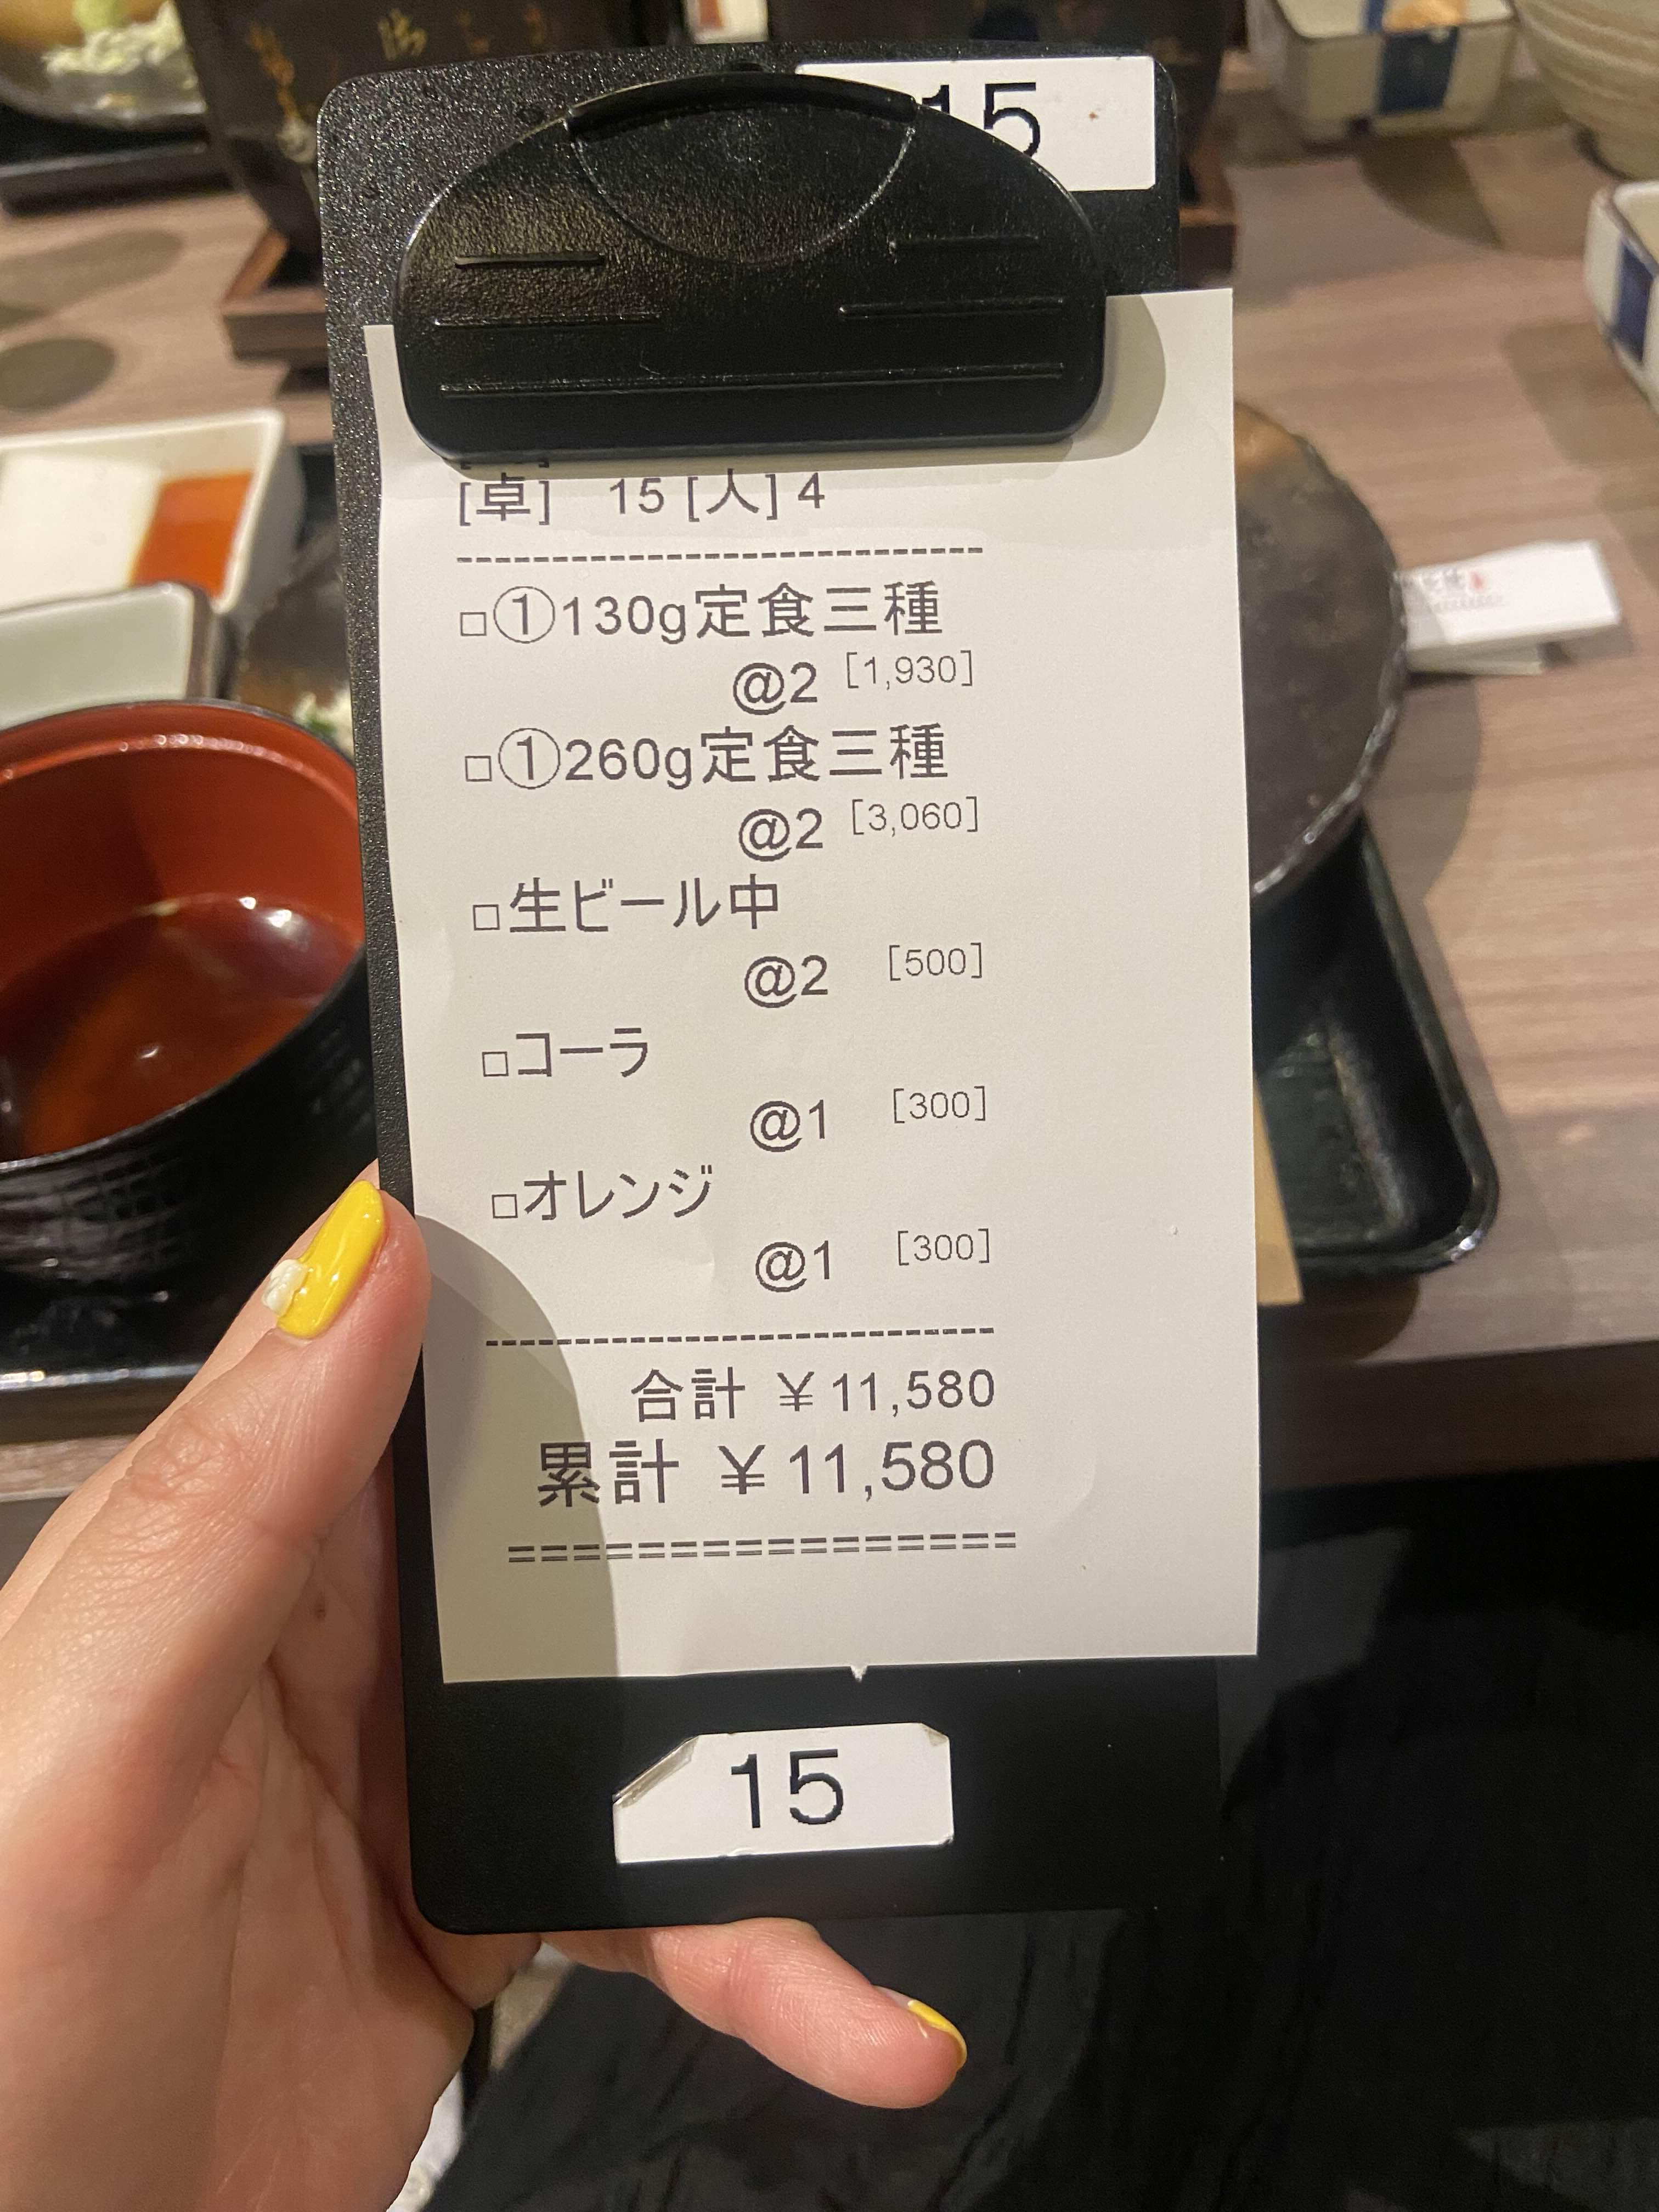 15
[卓] 15 [人] 4
--------------------------------
□①130g定食三種
@2 [1,930]
□①260g定食三種
@2 [3,060]
□生ビール中
@2 [500]
□コーラ
@1 [300]
□オレンジ
@1 [300]
--------------------------------
合計 ￥11,580
累計 ￥11,580
================
15